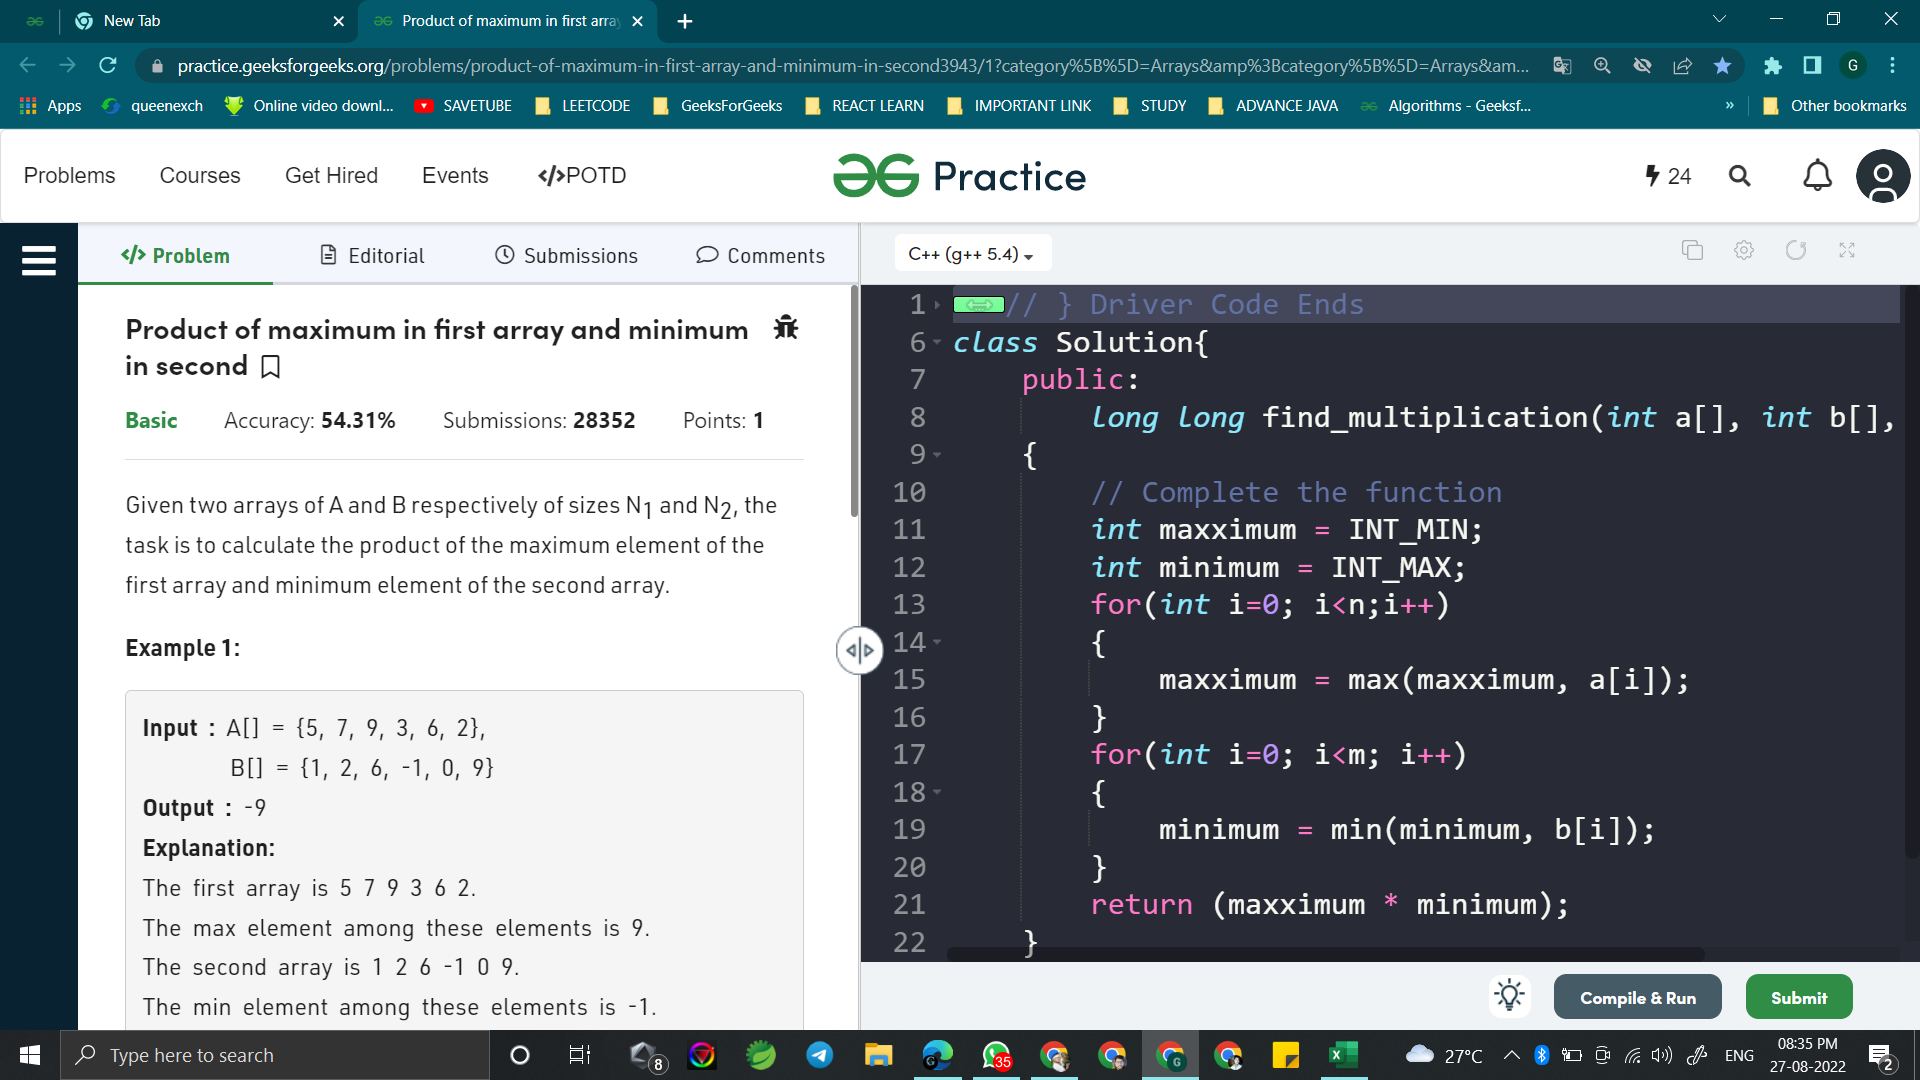 New Tab
Product of maximum in first arra
practice.geeksforgeeks.org/problems/product-of-maximum-in-first-array-and-minimum-in-second3943/1?category%5B%5D=Arrays&amp%3Bcategory%5B%5D=Arrays&am...
G
Apps queenexch Online video downl... SAVETUBE LEETCODE GeeksForGeeks REACT LEARN IMPORTANT LINK STUDY ADVANCE JAVA Algorithms - Geeksf... » Other bookmarks
Problems Courses Get Hired Events </>POTD Practice 24
</> Problem Editorial Submissions Comments
Product of maximum in first array and minimum
in second
Basic Accuracy: 54.31% Submissions: 28352 Points: 1
Given two arrays of A and B respectively of sizes N1 and N2, the
task is to calculate the product of the maximum element of the
first array and minimum element of the second array.
Example 1:
Input : A[] = {5, 7, 9, 3, 6, 2},
B[] = {1, 2, 6, -1, 0, 9}
Output : -9
Explanation:
The first array is 5 7 9 3 6 2.
The max element among these elements is 9.
The second array is 1 2 6 -1 0 9.
The min element among these elements is -1.
C++ (g++ 5.4)
1 // } Driver Code Ends
6 class Solution{
7 public:
8 long long find_multiplication(int a[], int b[],
9 {
10 // Complete the function
11 int maxximum = INT_MIN;
12 int minimum = INT_MAX;
13 for(int i=0; i<n;i++)
14 {
15 maxximum = max(maxximum, a[i]);
16 }
17 for(int i=0; i<m; i++)
18 {
19 minimum = min(minimum, b[i]);
20 }
21 return (maxximum * minimum);
22 }
Compile & Run Submit
Type here to search
8
35
27°C
ENG
08:35 PM
27-08-2022
2